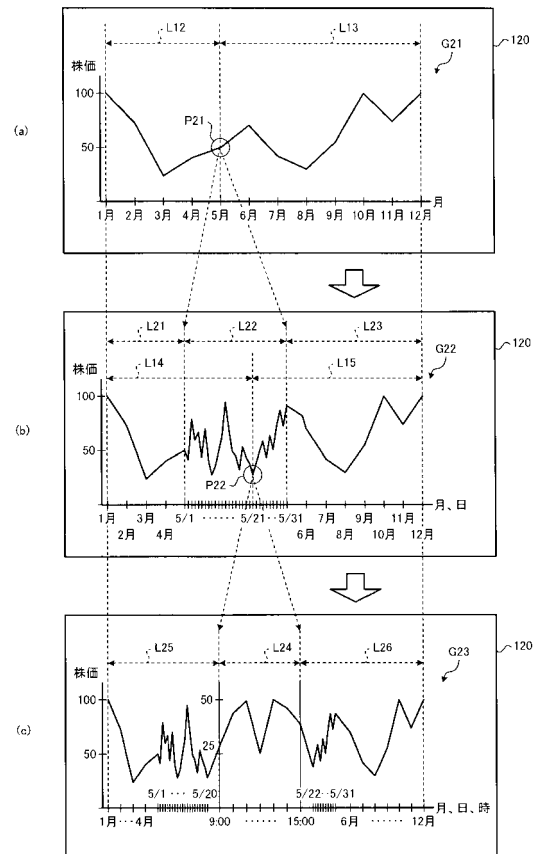 L12 L13
G21
120
株価
(a)
P21
100
50
1月 2月 3月 4月 5月 6月 7月 8月 9月 10月 11月 12月
月
L21 L22 L23
120
L14 L15
G22
株価
(b)
100
50
P22
1月 3月 5/1 ······ 5/21 ··· 5/31 7月 9月 11月 月、日
2月 4月 6月 8月 10月 12月
L25 L24 L26
120
G23
株価
(c)
100 50
50 25
5/1 ··· 5/20 5/22 ·· 5/31
1月 ··· 4月 9:00 ······ 15:00 6月 ······ 12月 月、日、時